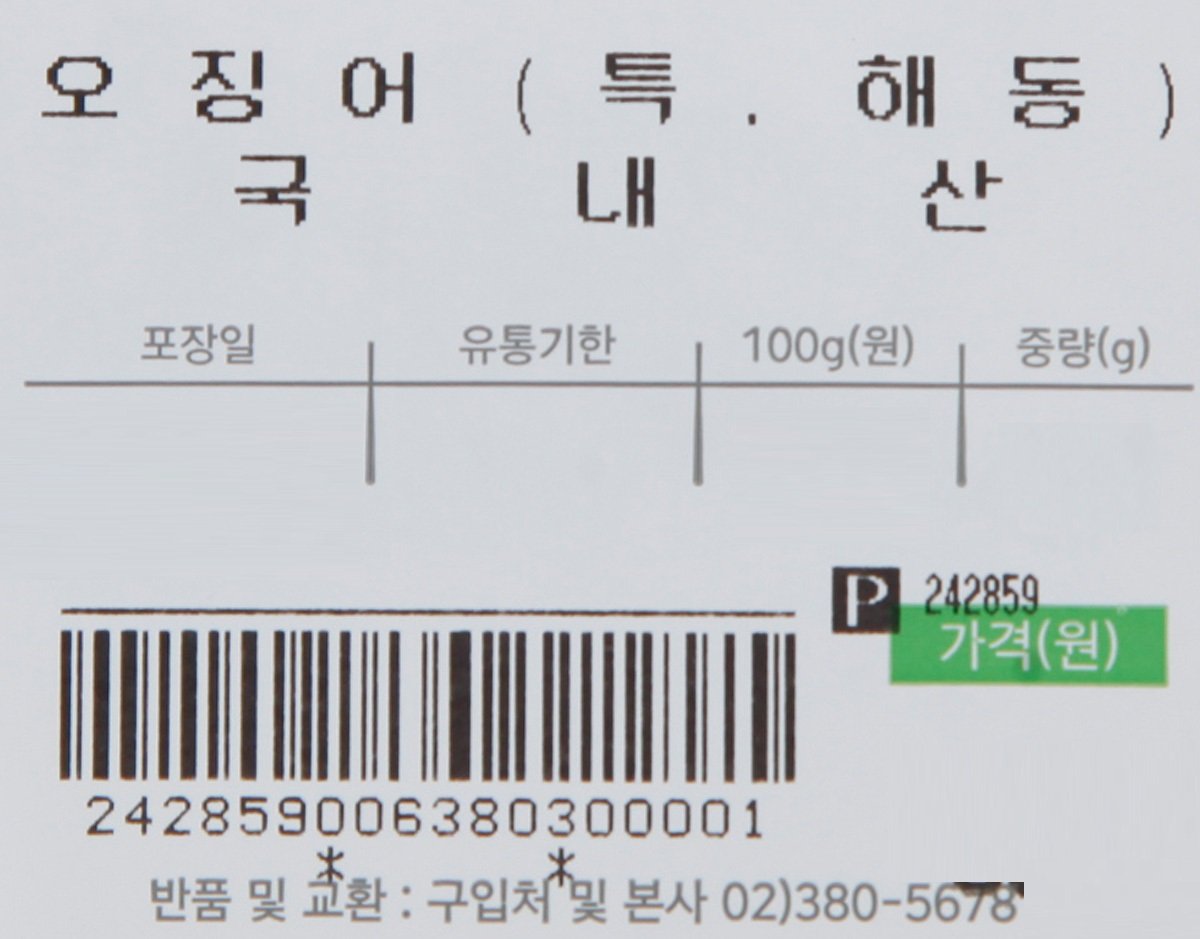 오징어(특.해동)
국내산
포장일 유통기한 100g(원) 중량(g)
P 242859
가격(원)
242859006380300001
* *
반품 및 교환 : 구입처 및 본사 02)380-5678